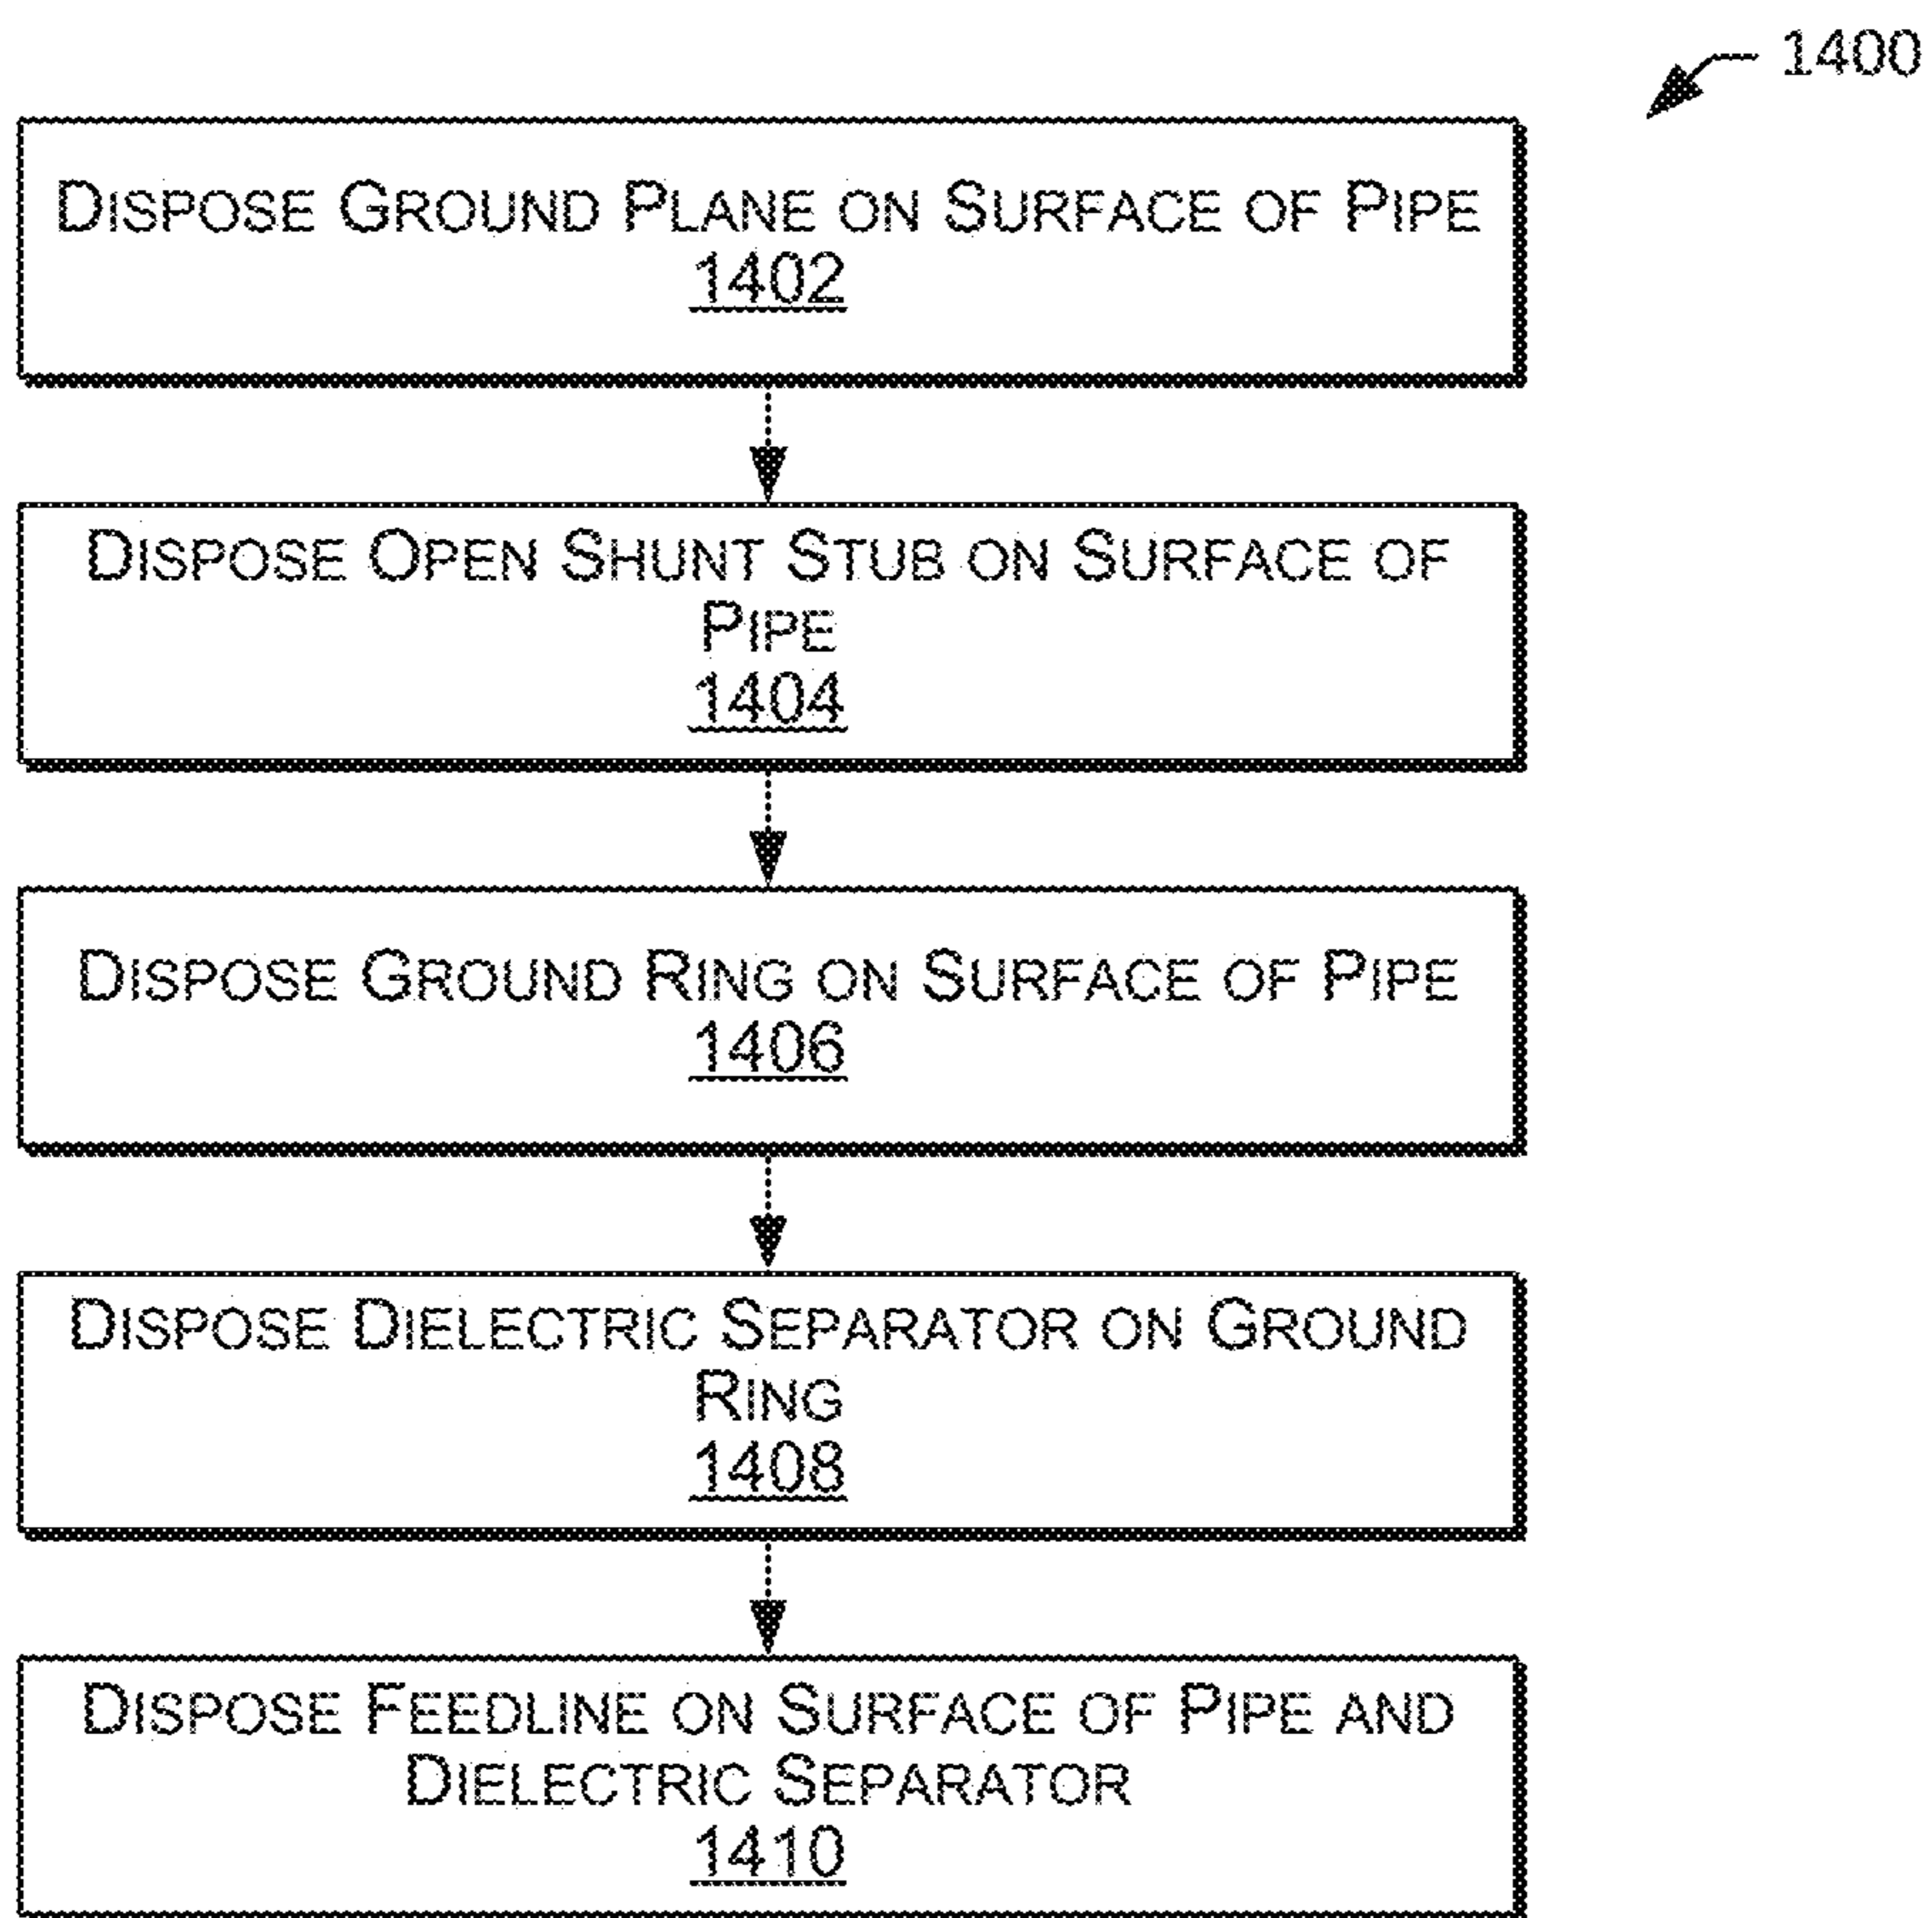 1400
DISPOSE GROUND PLANE ON SURFACE OF PIPE
1402
DISPOSE OPEN SHUNT STUB ON SURFACE OF
PIPE
1404
DISPOSE GROUND RING ON SURFACE OF PIPE
1406
DISPOSE DIELECTRIC SEPARATOR ON GROUND
RING
1408
DISPOSE FEEDLINE ON SURFACE OF PIPE AND
DIELECTRIC SEPARATOR
1410